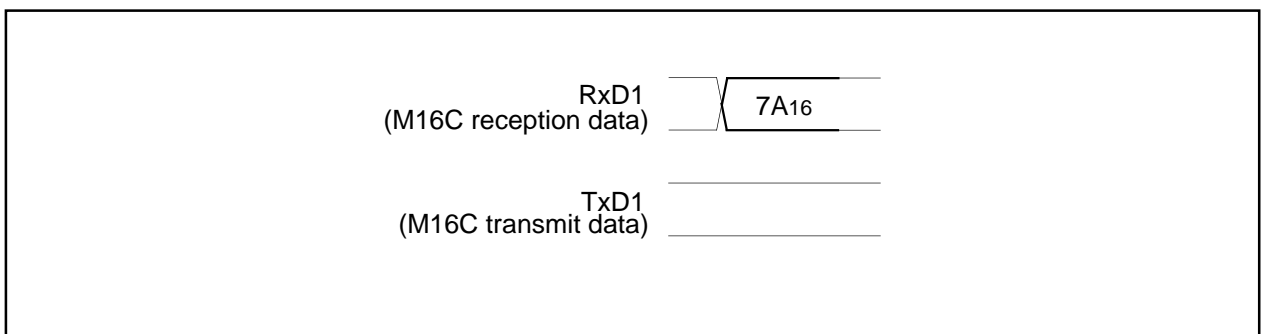 RxD1
(M16C reception data)
7A16
TxD1
(M16C transmit data)